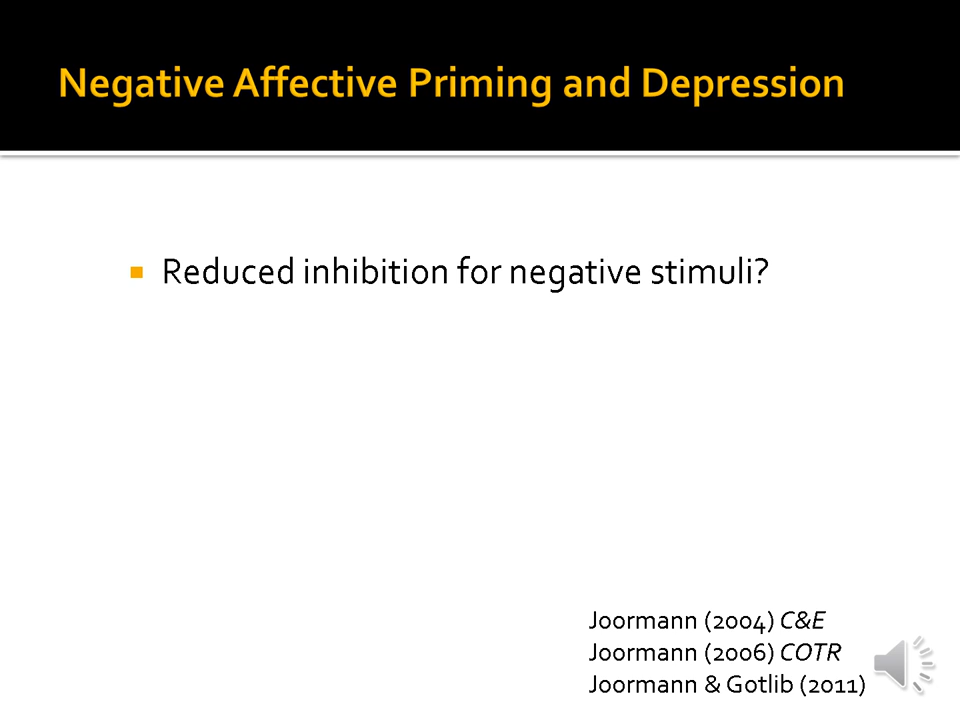 Negative Affective Priming and Depression
Reduced inhibition for negative stimuli?
Joormann (2004) C&E
Joormann (2006) COTR
Joormann & Gotlib (2011)